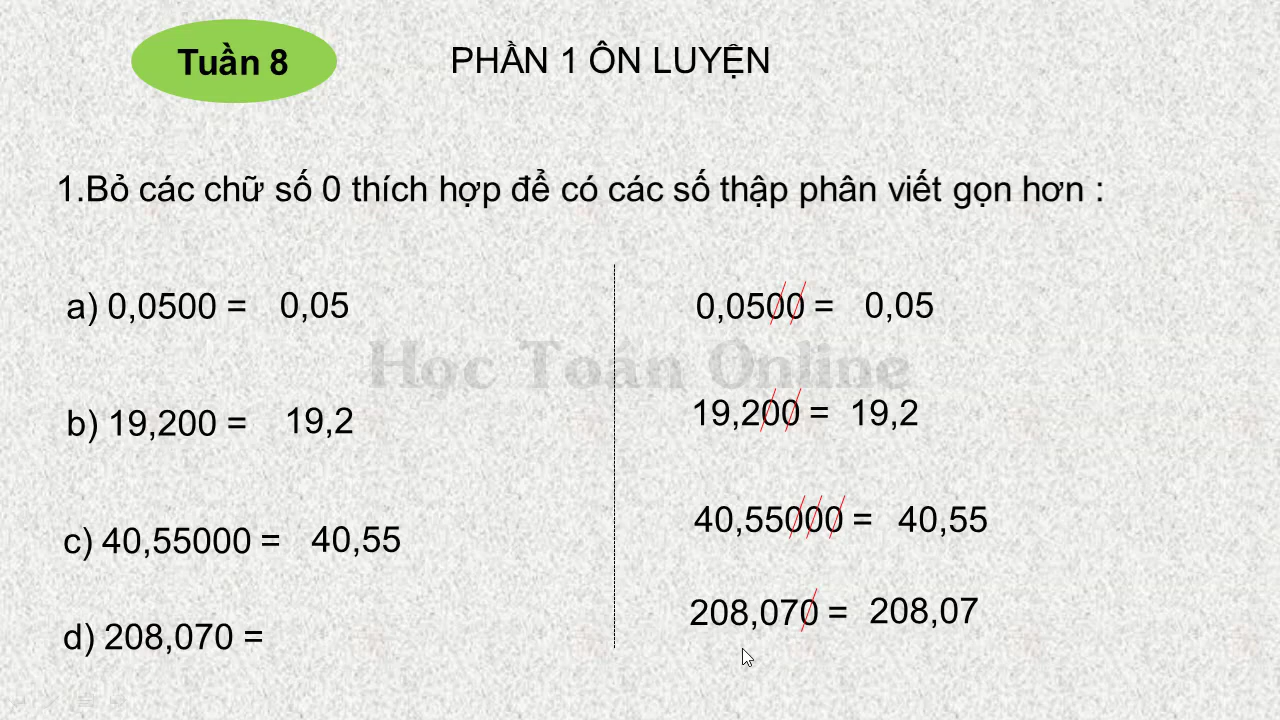 Tuần 8
PHẦN 1 ÔN LUYỆN
1.Bỏ các chữ số 0 thích hợp để có các số thập phân viết gọn hơn :
a) 0,0500 = 0,05
0,0500 = 0,05
Học Toán Online
b) 19,200 = 19,2
19,200 = 19,2
c) 40,55000 = 40,55
40,55000 = 40,55
d) 208,070 =
208,070 = 208,07